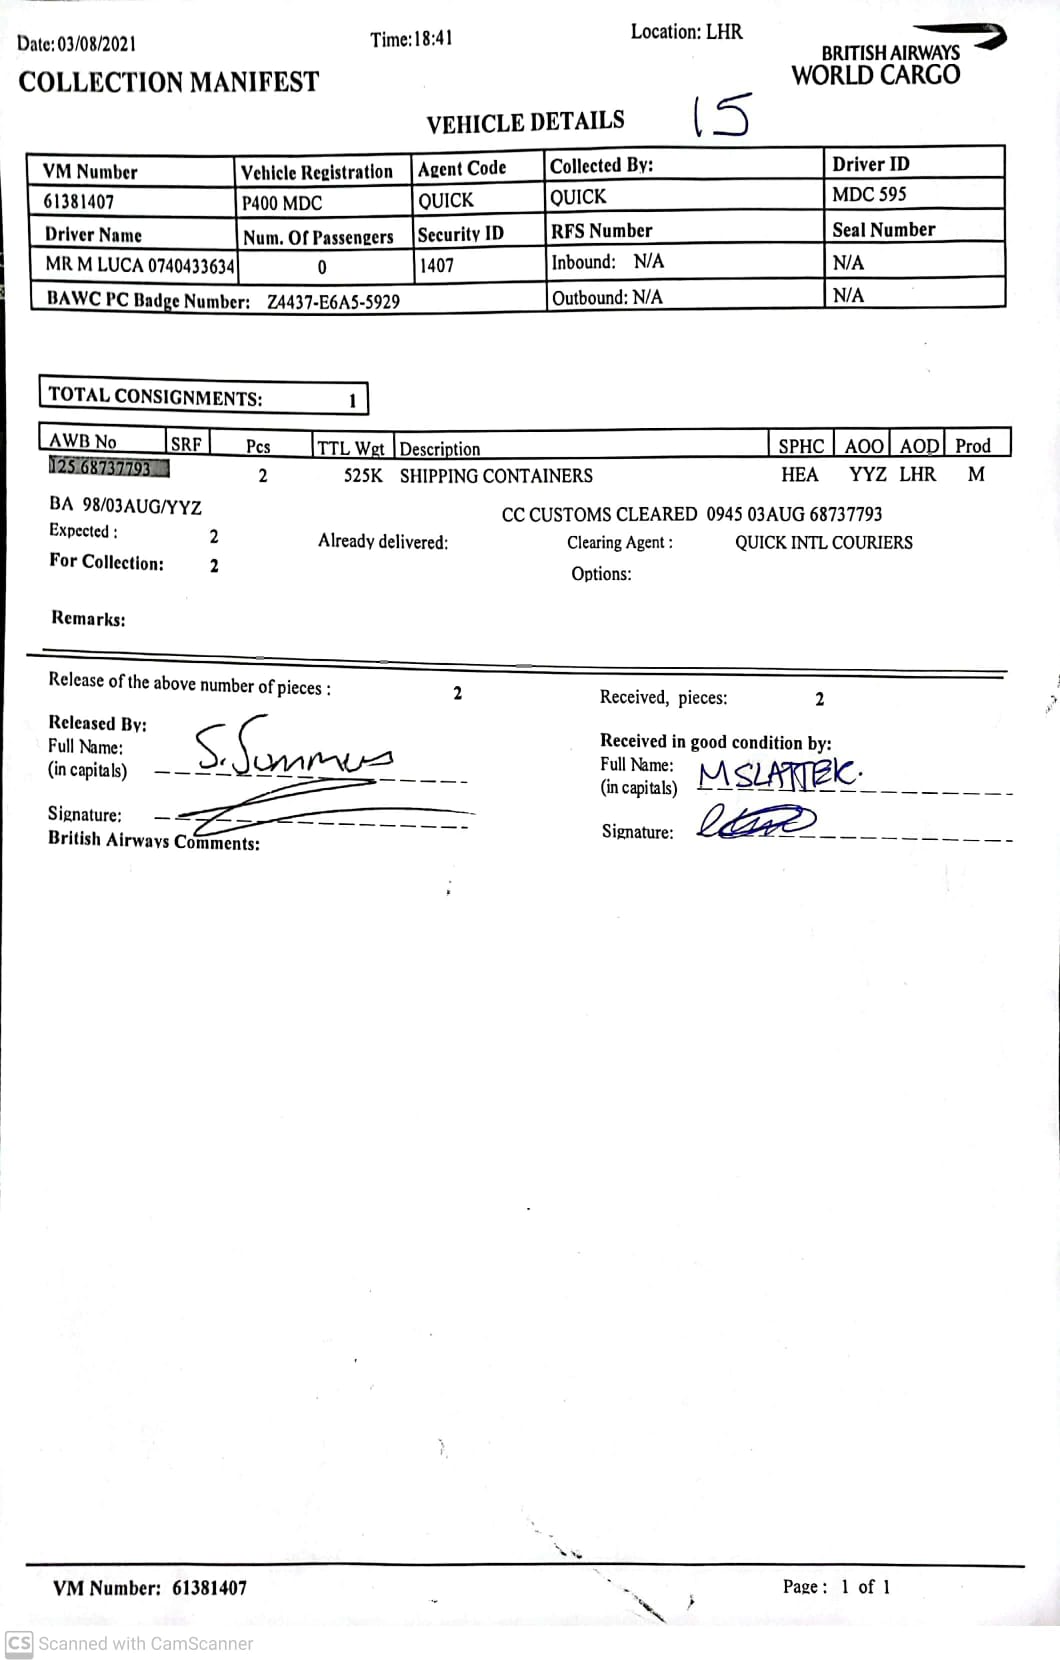 Date: 03/08/2021 Time:18:41 Location: LHR
BRITISH AIRWAYS
WORLD CARGO
COLLECTION MANIFEST
VEHICLE DETAILS 15
VM Number Vehicle Registration Agent Code Collected By: Driver ID
61381407 P400 MDC QUICK QUICK MDC 595
Driver Name Num. Of Passengers Security ID RFS Number Seal Number
MR M LUCA 0740433634 0 1407 Inbound: N/A N/A
BAWC PC Badge Number: Z4437-E6A5-5929 Outbound: N/A N/A
TOTAL CONSIGNMENTS: 1
AWB No SRF Pcs TTL Wgt Description SPHC AOO AOD Prod
125 68737793 2 525K SHIPPING CONTAINERS HEA YYZ LHR M
BA 98/03AUG/YYZ CC CUSTOMS CLEARED 0945 03AUG 68737793
Expected : 2 Already delivered: Clearing Agent : QUICK INTL COURIERS
For Collection: 2 Options:
Remarks:
Release of the above number of pieces : 2 Received, pieces: 2
Released By: Received in good condition by:
Full Name: S. Summers Full Name: M SLATTEK.
(in capitals) (in capitals)
Signature: Signature:
British Airways Comments:
VM Number: 61381407 Page : 1 of 1
CS Scanned with CamScanner